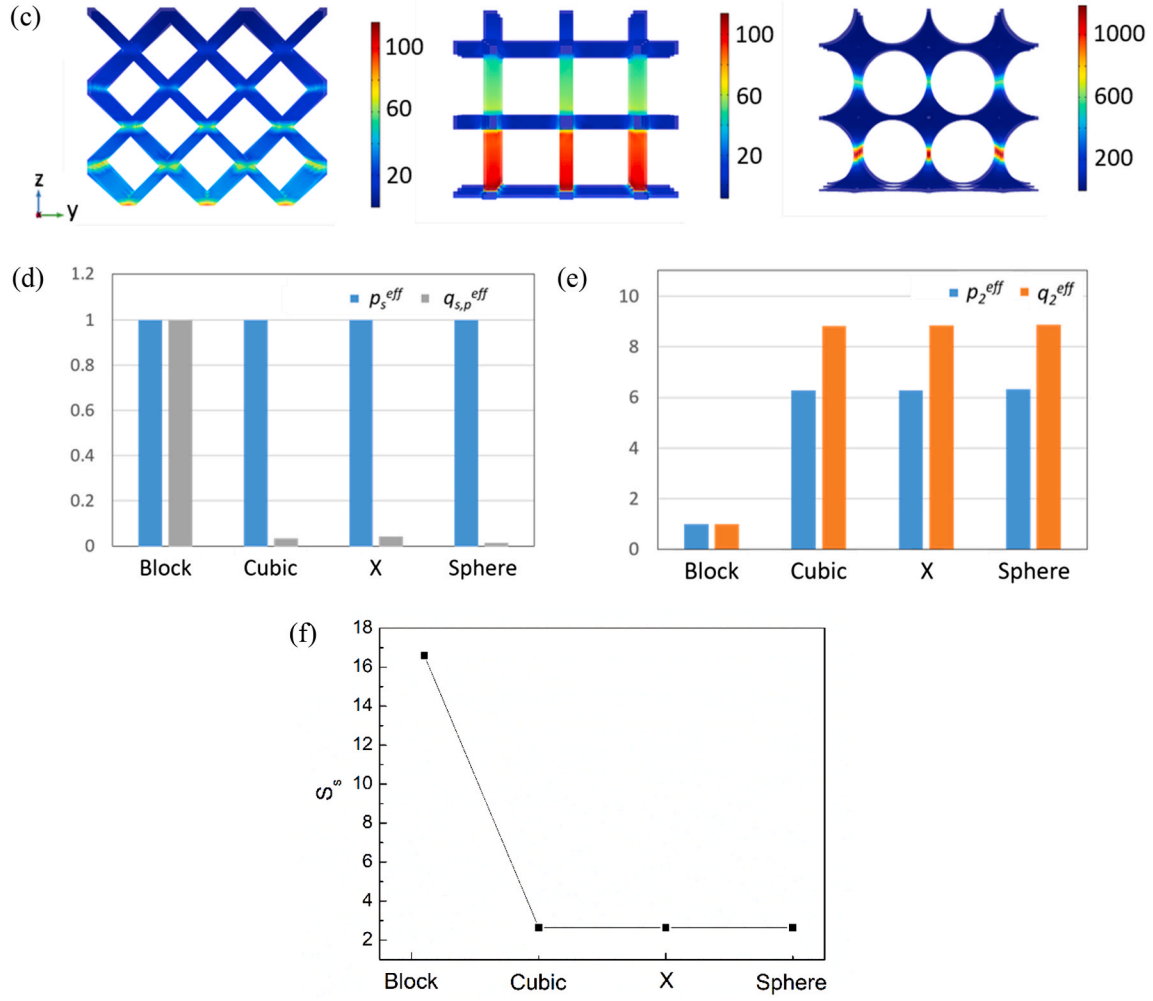 (c)
100
60
20
z
y
100
60
20
1000
600
200
(d)
1.2
1
0.8
0.6
0.4
0.2
0
p_s^eff
q_s,p^eff
Block Cubic X Sphere
(e)
10
8
6
4
2
0
p_2^eff
q_2^eff
Block Cubic X Sphere
(f)
18
16
14
12
10
8
6
4
2
S_s
Block Cubic X Sphere